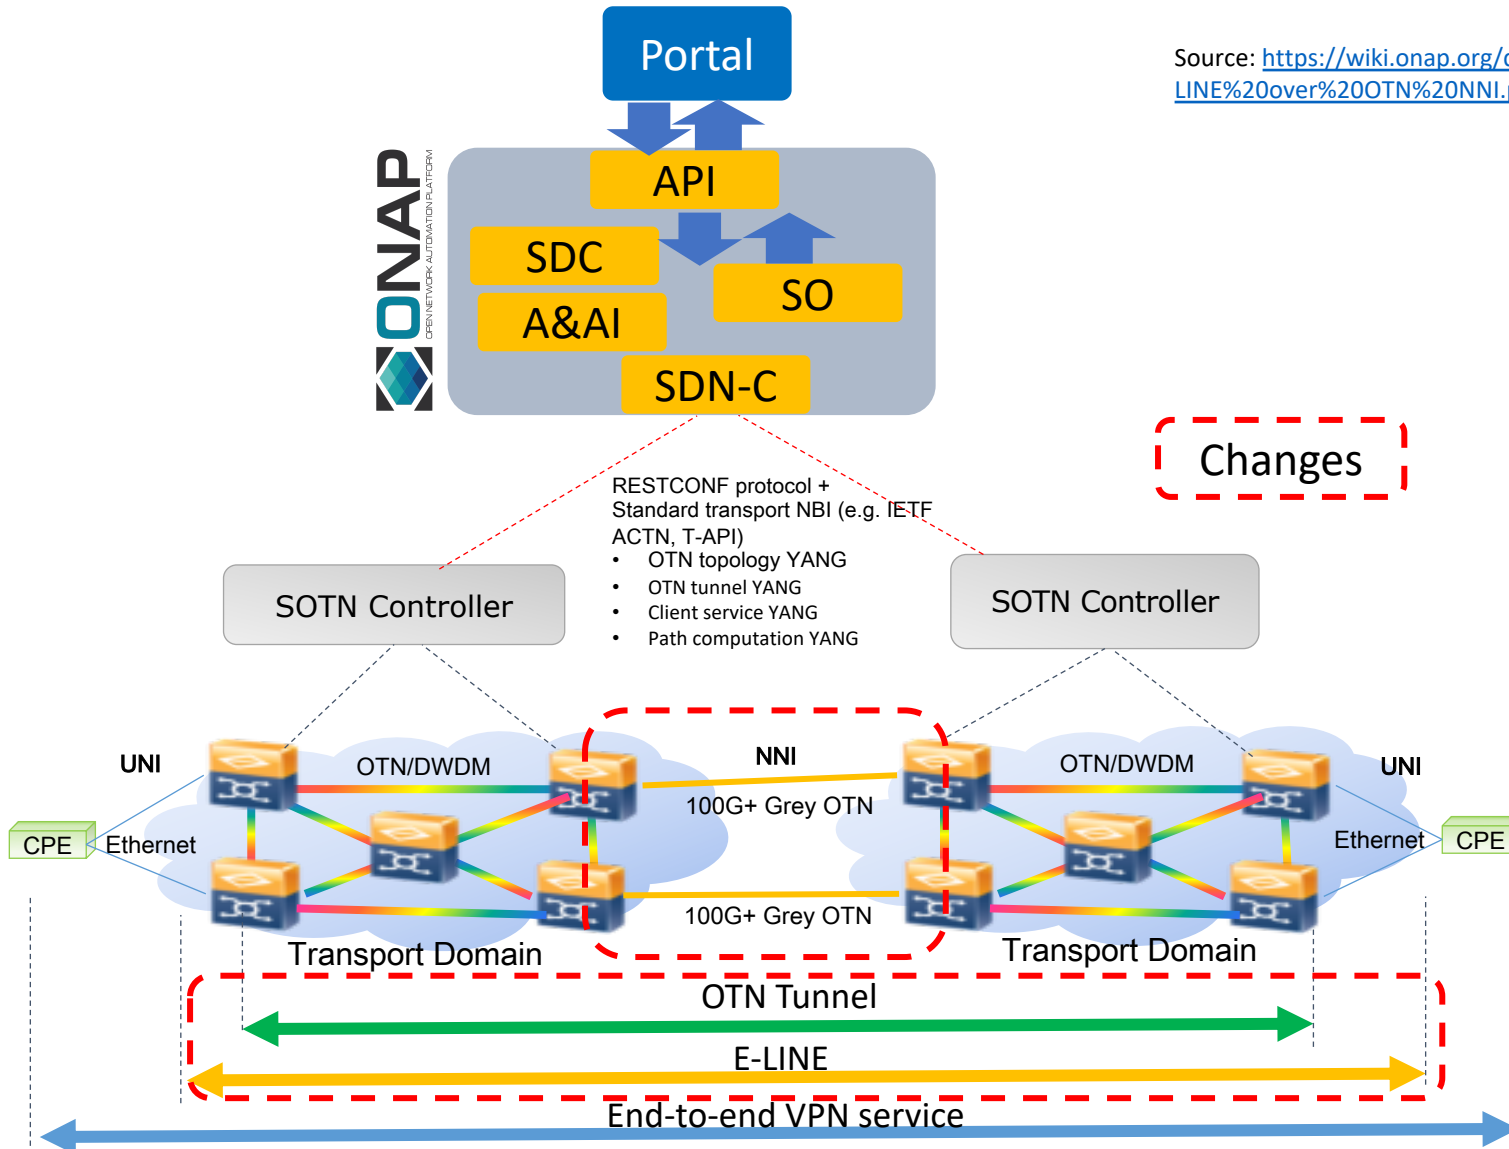 Portal
Source: https://wiki.onap.org/
LINE%20over%20OTN%20NNI.
ONAP
OPEN NETWORK AUTOMATION PLATFORM
API
SDC
SO
A&AI
SDN-C
Changes
RESTCONF protocol +
Standard transport NBI (e.g. IETF
ACTN, T-API)
• OTN topology YANG
• OTN tunnel YANG
• Client service YANG
• Path computation YANG
SOTN Controller
SOTN Controller
UNI
OTN/DWDM
NNI
OTN/DWDM
UNI
100G+ Grey OTN
CPE
Ethernet
Ethernet
CPE
100G+ Grey OTN
Transport Domain
Transport Domain
OTN Tunnel
E-LINE
End-to-end VPN service